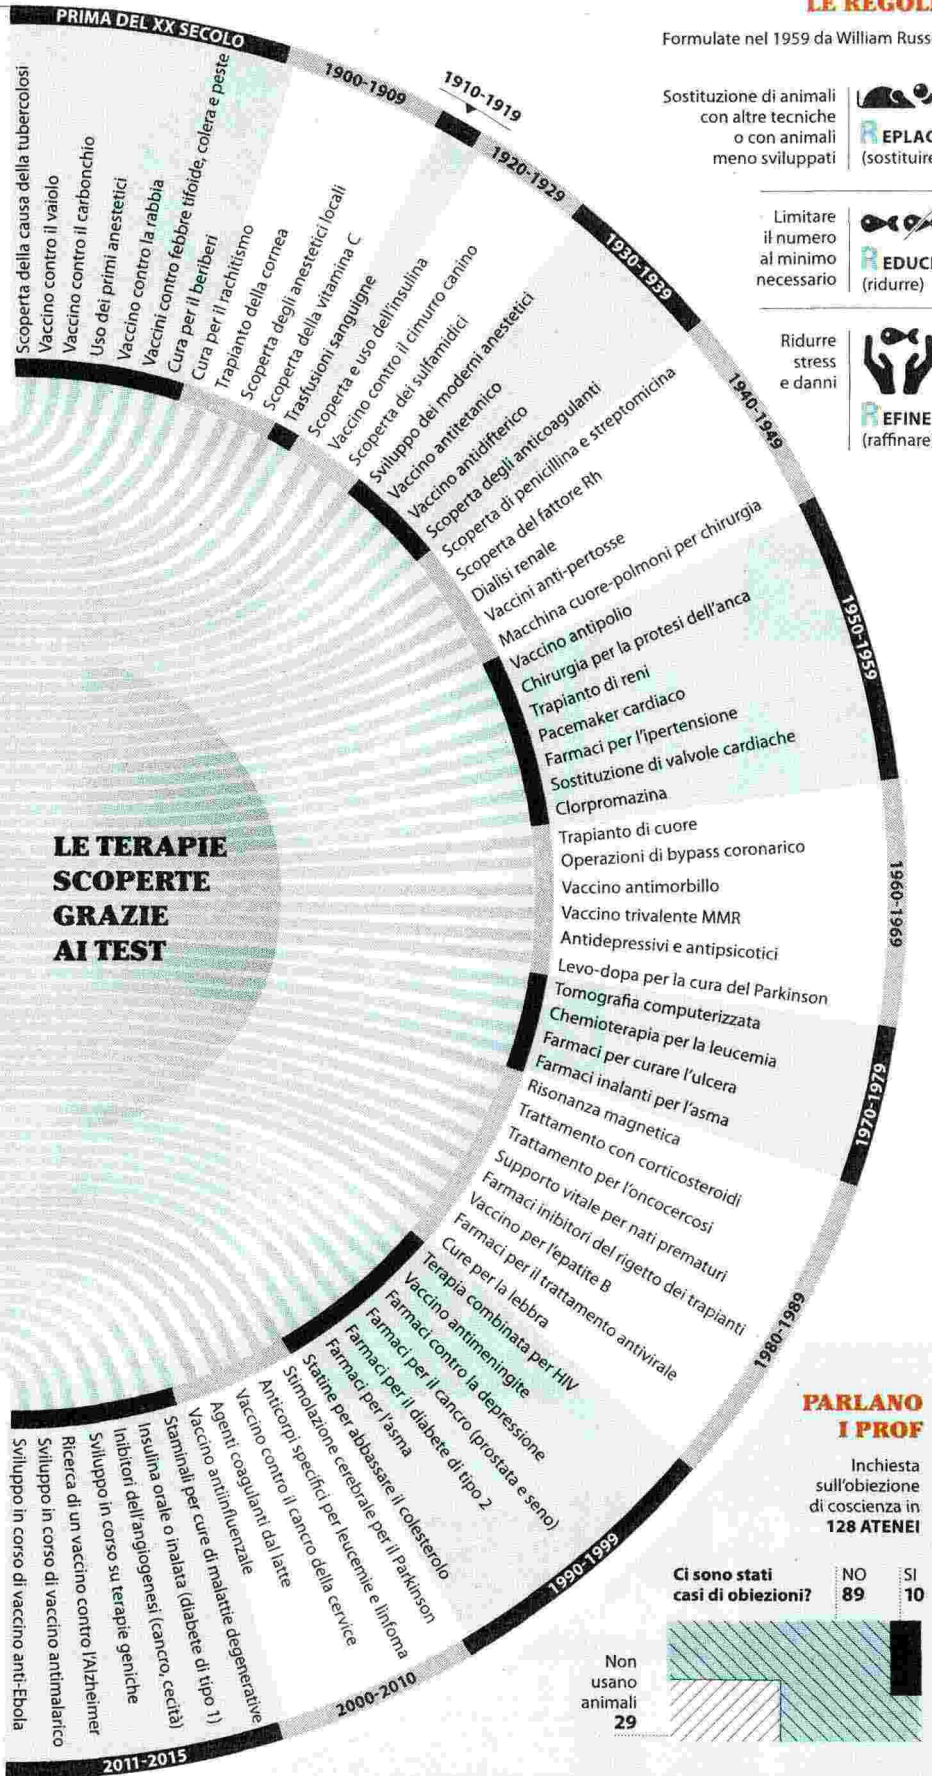 PRIMA DEL XX SECOLO
Scoperta della causa della tubercolosi
Vaccino contro il vaiolo
Vaccino contro il carbonchio
Uso dei primi anestetici
Vaccino contro la rabbia
Vaccini contro febbre tifoide, colera e peste
Cura per il beriberi
1900-1909
Cura per il rachitismo
Trapianto della cornea
Scoperta degli anestetici locali
Scoperta della vitamina C
1910-1919
Trasfusioni sanguigne
1920-1929
Scoperta e uso dell'insulina
Vaccino contro il cimurro canino
Scoperta dei sulfamidici
1930-1939
Sviluppo dei modermi anestetici
Vaccino antitetanico
Vaccino antidifterico
Scoperta degli anticoagulanti
1940-1949
Scoperta di penicillina e streptomicina
Scoperta del fattore Rh
Dialisi renale
Vaccini anti-pertosse
Macchina cuore-polmoni per chirurgia
1950-1959
Vaccino antipolio
Chirurgia per la protesi dell'anca
Trapianto di reni
Pacemaker cardiaco
Farmaci per l'ipertensione
Sostituzione di valvole cardiache
Clorpromazina
1960-1969
Trapianto di cuore
Operazioni di bypass coronarico
Vaccino antimorbillo
Vaccino trivalente MMR
Antidepressivi e antipsicotici
Levo-dopa per la cura del Parkinson
1970-1979
Tomografia computerizzata
Chemioterapia per la leucemia
Farmaci per curare l'ulcera
Farmaci inalanti per l'asma
1980-1989
Risonanza magnetica
Trattamento con corticosteroidi
Trattamento per l'oncocercosi
Supporto vitale per nati prematuri
Farmaci inibitori del rigetto dei trapianti
Vaccino per l'epatite B
Farmaci per il trattamento antivirale
Cure per la lebbra
1990-1999
Terapia combinata per HIV
Vaccino antimeningite
Farmaci contro la depressione
Farmaci per il cancro (prostata e seno)
Farmaci per il diabete di tipo 2
Farmaci per l'asma
Statine per abbassare il colesterolo
2000-2010
Stimolazione cerebrale per il Parkinson
Anticorpi specifici per leucemie e linfoma
Vaccino contro il cancro della cervice
Agenti coagulanti dal latte
Vaccino antiinfluenzale
2011-2015
Staminali per cure di malattie degenerative
Insulina orale o inalata (diabete di tipo 1)
Inibitori dell'angiogenesi (cancro, cecità)
Sviluppo in corso su terapie geniche
Ricerca di un vaccino contro l'Alzheimer
Sviluppo in corso di vaccino antimalarico
Sviluppo in corso di vaccino anti-Ebola
LE TERAPIE
SCOPERTE
GRAZIE
AI TEST
LE REGOL
Formulate nel 1959 da William Russ
Sostituzione di animali
con altre tecniche
o con animali
meno sviluppati
REPLAC
(sostituire
Limitare
il numero
al minimo
necessario
REDUC
(ridurre)
Ridurre
stress
e danni
REFINE
(raffinare)
PARLANO
I PROF
Inchiesta
sull'obiezione
di coscienza in
128 ATENEI
Ci sono stati
casi di obiezioni?
NO
89
SI
10
Non
usano
animali
29